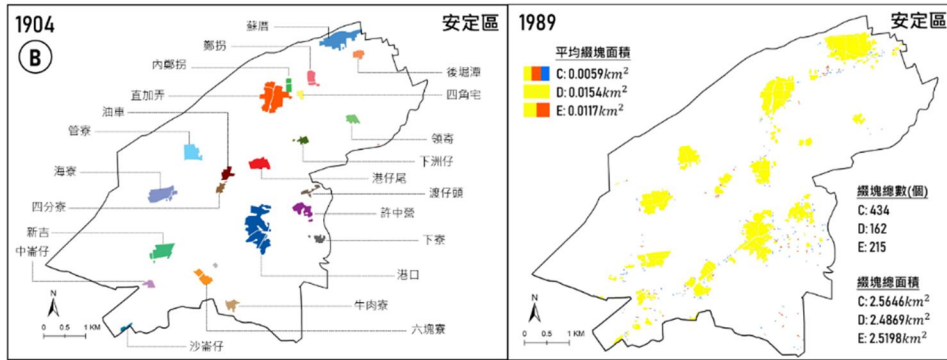 1904
安定區
B
蘇厝
鄭拐
內鄭拐
直加弄
油車
管寮
海寮
四分寮
新吉
中崙仔
後堀潭
四角宅
領寄
下洲仔
港仔尾
渡仔頭
許中營
下寮
港口
牛肉寮
六塊寮
沙崙仔
N
0 0.5 1 KM
1989
安定區
平均綴塊面積
C: 0.0059km²
D: 0.0154km²
E: 0.0117km²
綴塊總數(個)
C: 434
D: 162
E: 215
綴塊總面積
C: 2.5646km²
D: 2.4869km²
E: 2.5198km²
N
0 0.5 1 KM